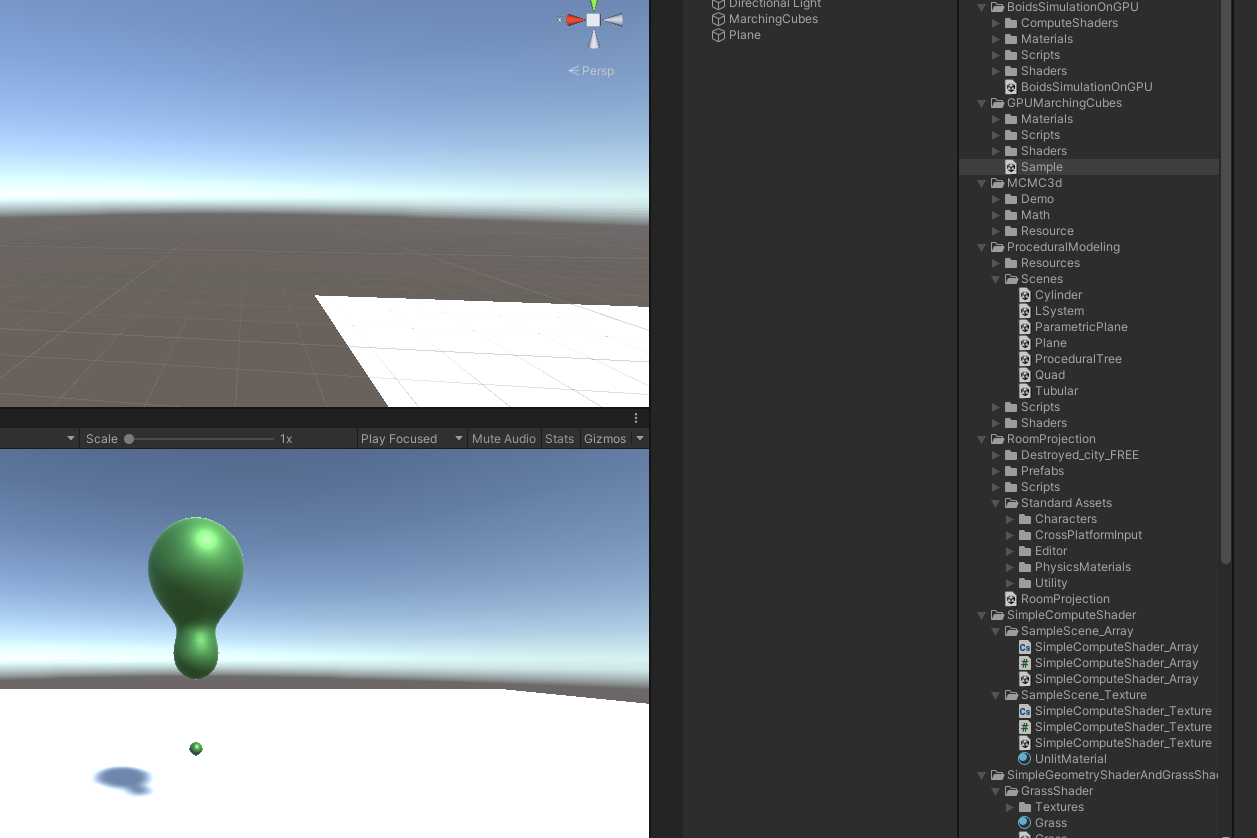 x
Persp
Scale
1x
Play Focused
Mute Audio
Stats
Gizmos
Directional Light
MarchingCubes
Plane
BoidsSimulationOnGPU
ComputeShaders
Materials
Scripts
Shaders
BoidsSimulationOnGPU
GPUMarchingCubes
Materials
Scripts
Shaders
Sample
MCMC3d
Demo
Math
Resource
ProceduralModeling
Resources
Scenes
Cylinder
LSystem
ParametricPlane
Plane
ProceduralTree
Quad
Tubular
Scripts
Shaders
RoomProjection
Destroyed_city_FREE
Prefabs
Scripts
Standard Assets
Characters
CrossPlatformInput
Editor
PhysicsMaterials
Utility
RoomProjection
SimpleComputeShader
SampleScene_Array
Cs SimpleComputeShader_Array
# SimpleComputeShader_Array
SimpleComputeShader_Array
SampleScene_Texture
Cs SimpleComputeShader_Texture
# SimpleComputeShader_Texture
SimpleComputeShader_Texture
UnlitMaterial
SimpleGeometryShaderAndGrassSha
GrassShader
Textures
Grass